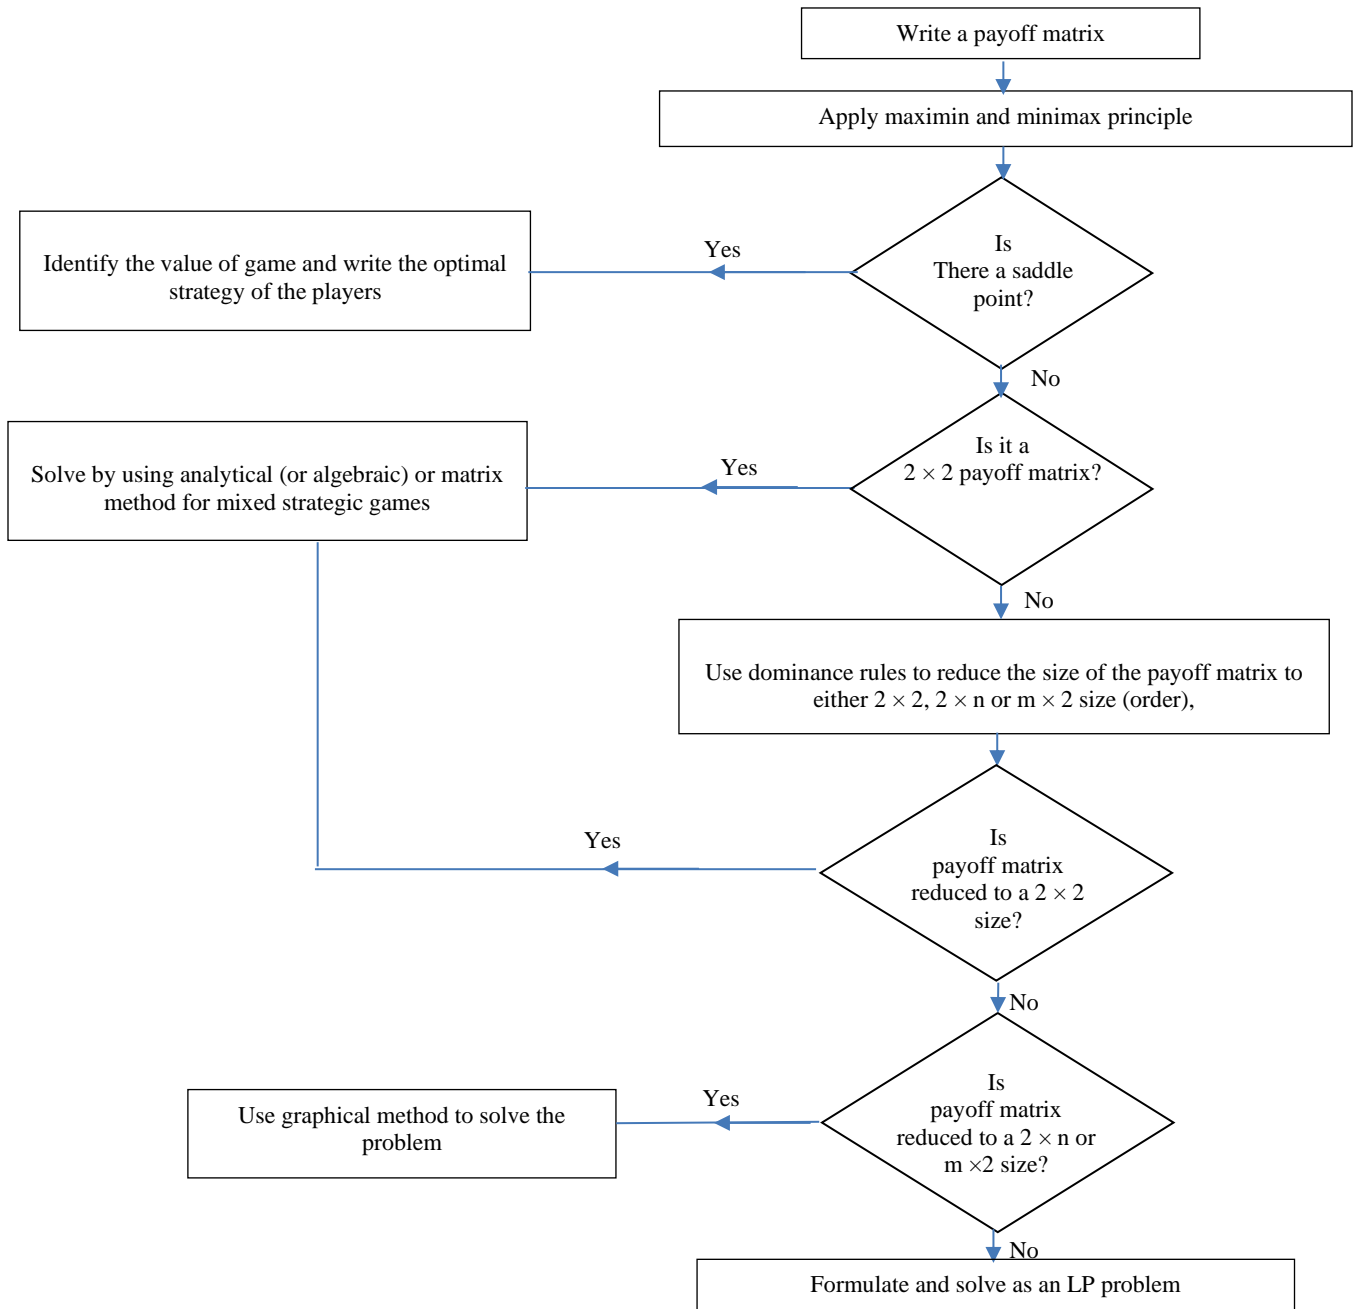 Write a payoff matrix
Apply maximin and minimax principle
Is
There a saddle
point?
Yes
Identify the value of game and write the optimal
strategy of the players
No
Is it a
2 × 2 payoff matrix?
Yes
Solve by using analytical (or algebraic) or matrix
method for mixed strategic games
No
Use dominance rules to reduce the size of the payoff matrix to
either 2 × 2, 2 × n or m × 2 size (order),
Is
payoff matrix
reduced to a 2 × 2
size?
Yes
No
Is
payoff matrix
reduced to a 2 × n or
m ×2 size?
Yes
Use graphical method to solve the
problem
No
Formulate and solve as an LP problem